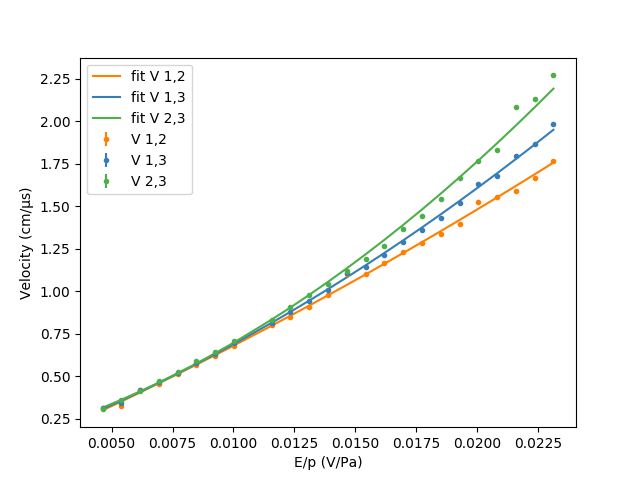 fit V 1,2
fit V 1,3
fit V 2,3
V 1,2
V 1,3
V 2,3
Velocity (cm/µs)
2.25
2.00
1.75
1.50
1.25
1.00
0.75
0.50
0.25
0.0050 0.0075 0.0100 0.0125 0.0150 0.0175 0.0200 0.0225
E/p (V/Pa)